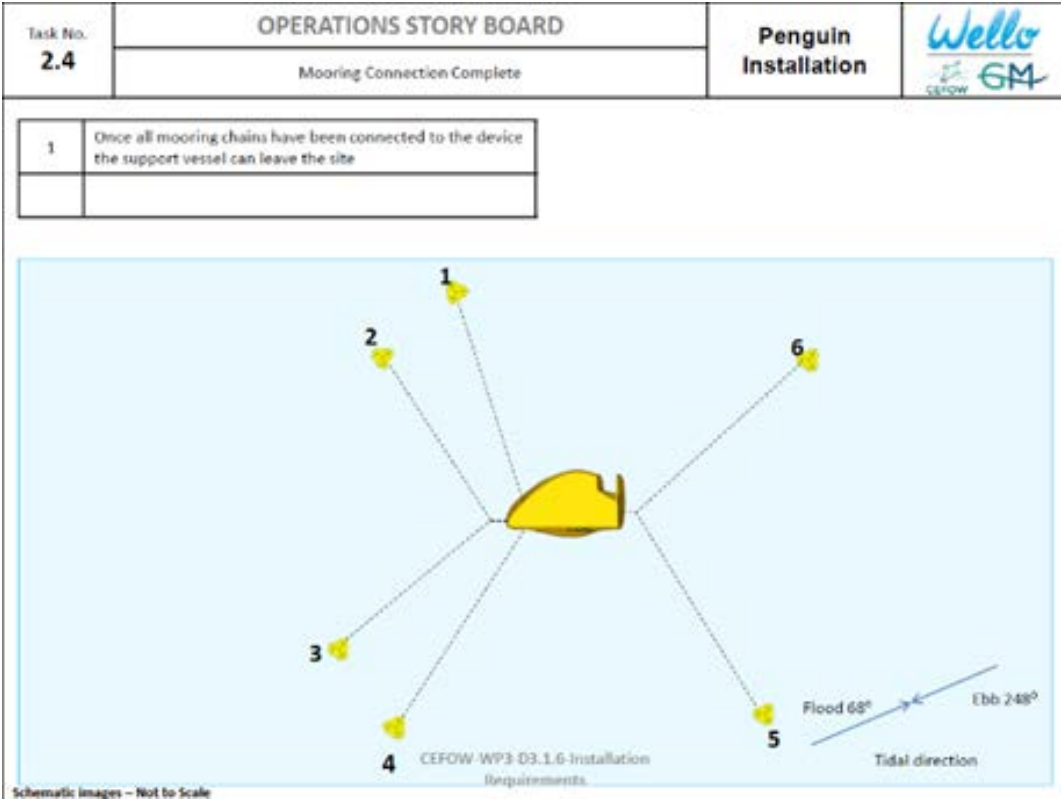 Task No.
2.4
OPERATIONS STORY BOARD
Mooring Connection Complete
Penguin
Installation
Wello
CEFOW
GM
1
Once all mooring chains have been connected to the device
the support vessel can leave the site
1
2
6
3
4
5
Flood 68°
Ebb 248°
Tidal direction
CEFOW-WP3-D3.1.6-Installation
Requirements
Schematic images – Not to Scale